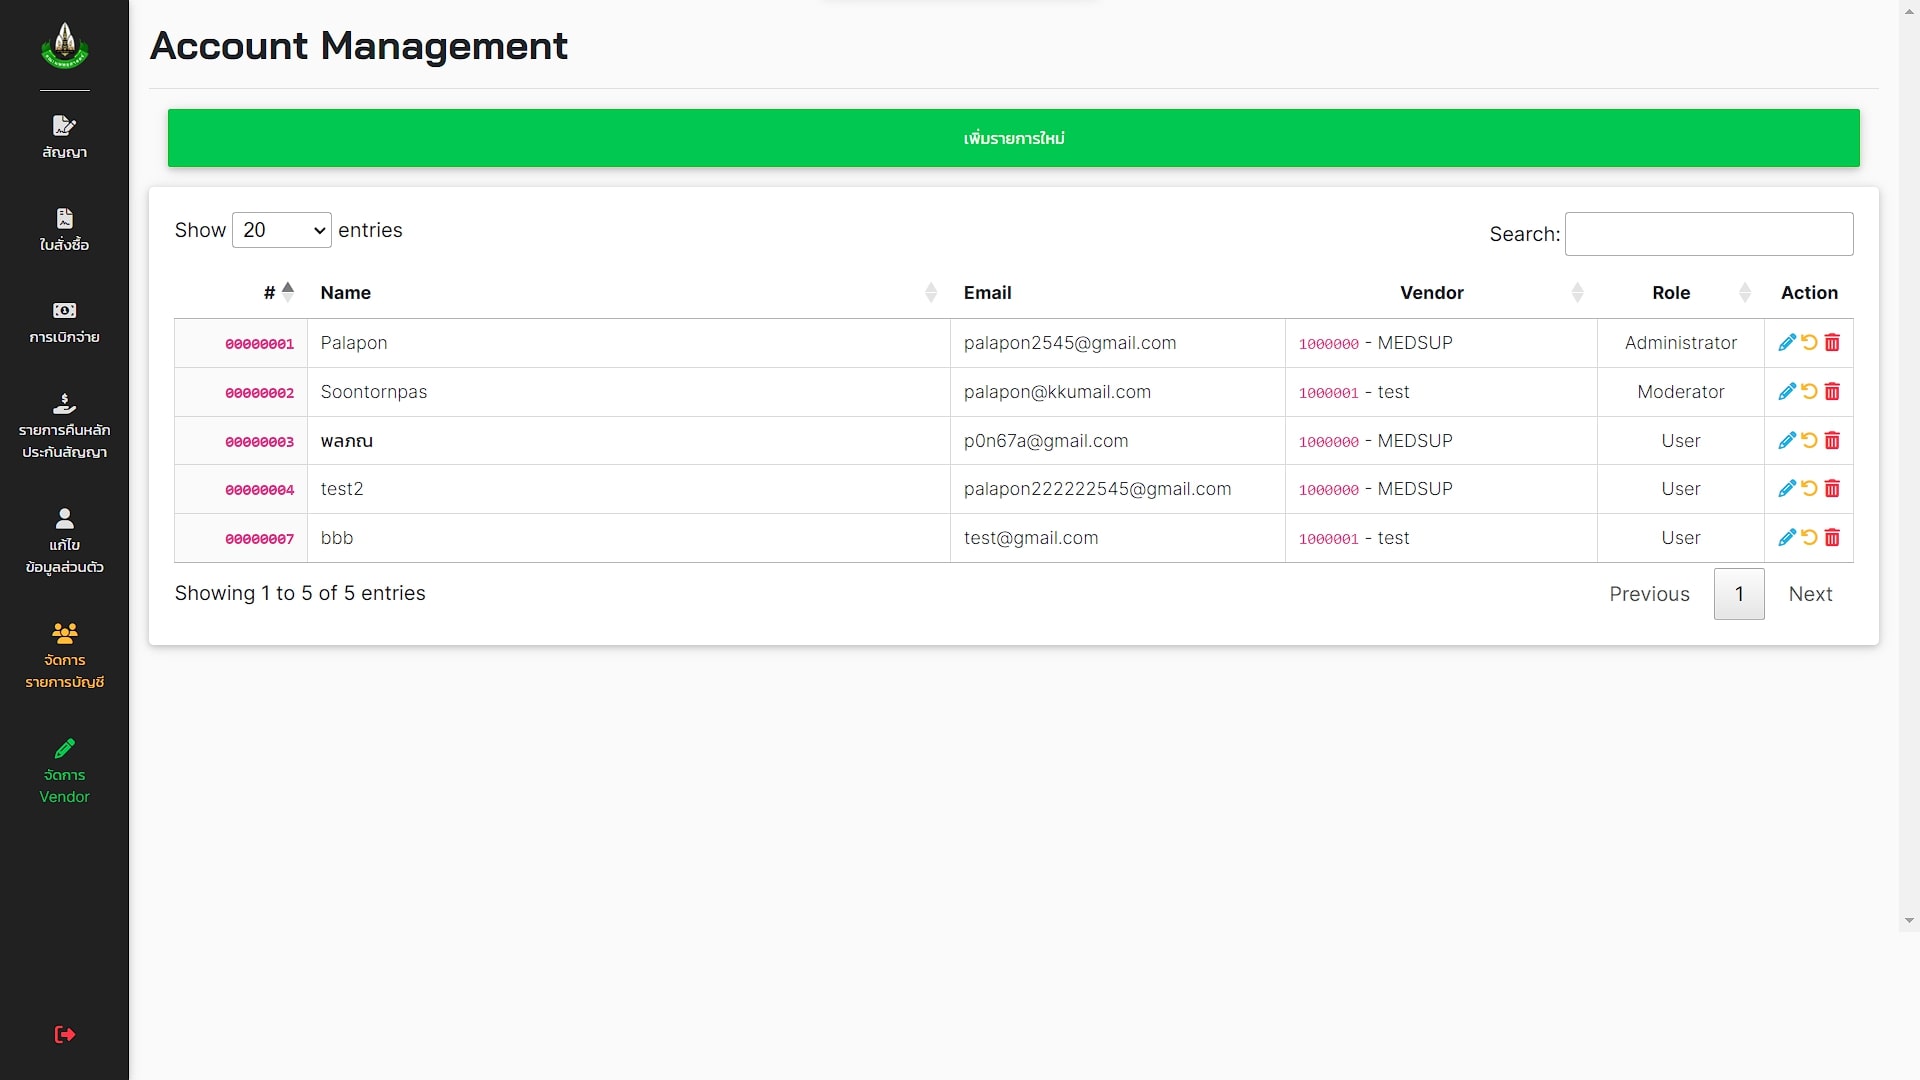 Account Management
สัญญา
ใบสั่งซื้อ
การเบิกจ่าย
รายการคืนหลัก
ประกันสัญญา
แก้ไข
ข้อมูลส่วนตัว
จัดการ
รายการบัญชี
จัดการ
Vendor
เพิ่มรายการใหม่
Show 20 entries
Search:
# Name Email Vendor Role Action
00000001 Palapon palapon2545@gmail.com 1000000 - MEDSUP Administrator
00000002 Soontornpas palapon@kkumail.com 1000001 - test Moderator
00000003 พลภณ p0n67a@gmail.com 1000000 - MEDSUP User
00000004 test2 palapon222222545@gmail.com 1000000 - MEDSUP User
00000007 bbb test@gmail.com 1000001 - test User
Showing 1 to 5 of 5 entries
Previous 1 Next